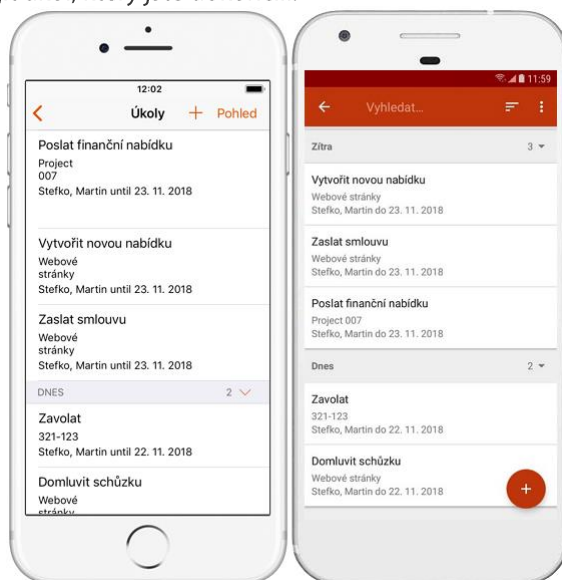 12:02
Úkoly
Pohled
Poslat finanční nabídku
Project
007
Stefko, Martin until 23. 11. 2018
Vytvořit novou nabídku
Webové
stránky
Stefko, Martin until 23. 11. 2018
Zaslat smlouvu
Webové
stránky
Stefko, Martin until 23. 11. 2018
DNES 2
Zavolat
321-123
Stefko, Martin until 22. 11. 2018
Domluvit schůzku
Webové
stránky
11:59
Vyhledat...
Zítra 3
Vytvořit novou nabídku
Webové stránky
Stefko, Martin do 23. 11. 2018
Zaslat smlouvu
Webové stránky
Stefko, Martin do 23. 11. 2018
Poslat finanční nabídku
Project 007
Stefko, Martin do 23. 11. 2018
Dnes 2
Zavolat
321-123
Stefko, Martin do 22. 11. 2018
Domluvit schůzku
Webové stránky
Stefko, Martin do 22. 11. 2018